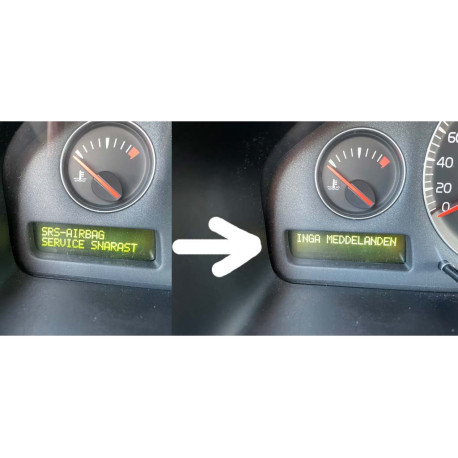 SRS-AIRBAG
SERVICE SNARAST
INGA MEDDELANDEN
60
40
20
0